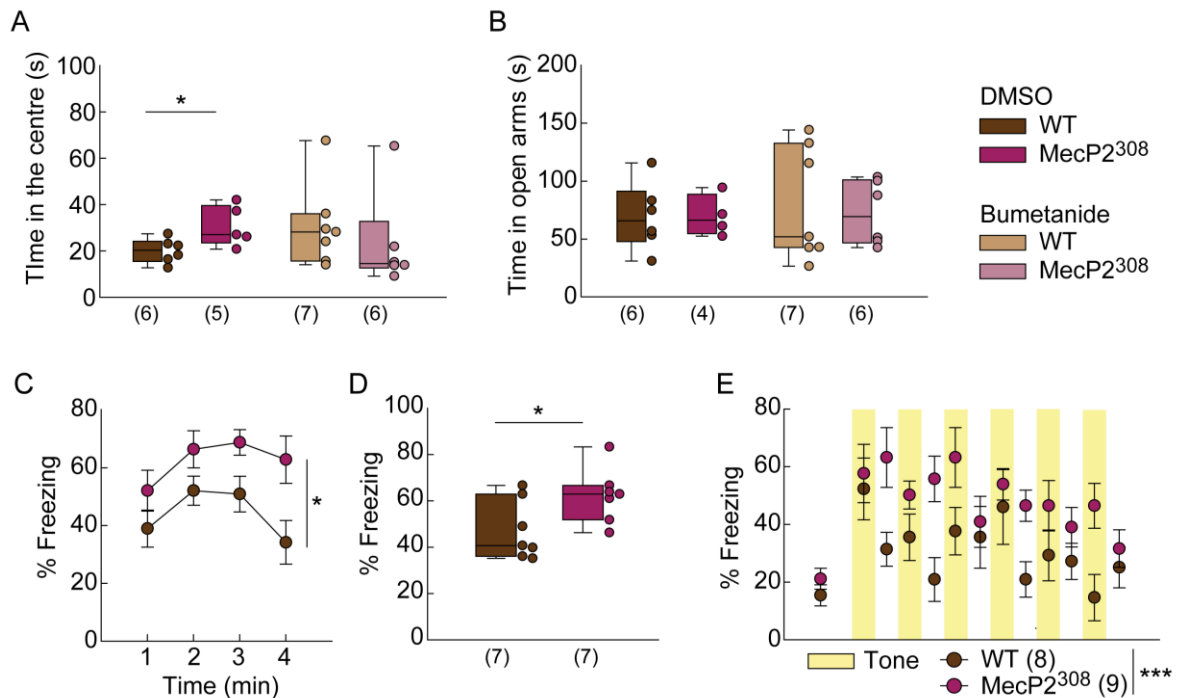 A
Time in the centre (s)
100
80
60
40
20
0
*
(6) (5) (7) (6)
B
Time in open arms (s)
200
150
100
50
0
(6) (4) (7) (6)
DMSO
WT
MecP2³⁰⁸
Bumetanide
WT
MecP2³⁰⁸
C
% Freezing
80
60
40
20
0
*
1 2 3 4
Time (min)
D
% Freezing
100
80
60
40
20
0
*
(7) (7)
E
% Freezing
80
60
40
20
0
Tone
WT (8)
MecP2³⁰⁸ (9)
***